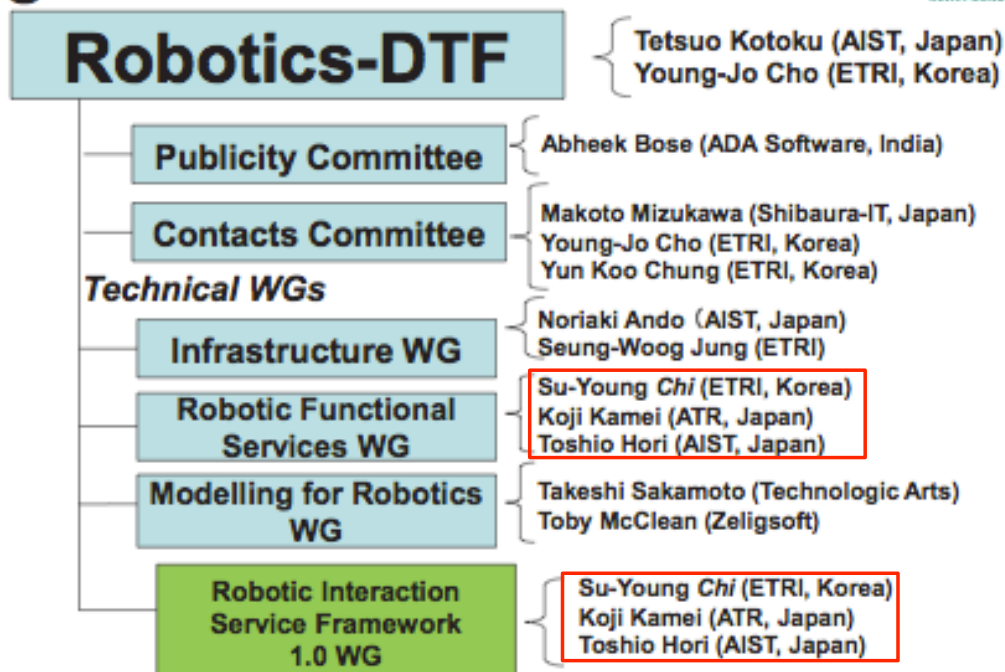 Robotics-DTF
Tetsuo Kotoku (AIST, Japan)
Young-Jo Cho (ETRI, Korea)
Publicity Committee
Abheek Bose (ADA Software, India)
Contacts Committee
Makoto Mizukawa (Shibaura-IT, Japan)
Young-Jo Cho (ETRI, Korea)
Yun Koo Chung (ETRI, Korea)
Technical WGs
Infrastructure WG
Noriaki Ando（AIST, Japan)
Seung-Woog Jung (ETRI)
Robotic Functional
Services WG
Su-Young Chi (ETRI, Korea)
Koji Kamei (ATR, Japan)
Toshio Hori (AIST, Japan)
Modelling for Robotics
WG
Takeshi Sakamoto (Technologic Arts)
Toby McClean (Zeligsoft)
Robotic Interaction
Service Framework
1.0 WG
Su-Young Chi (ETRI, Korea)
Koji Kamei (ATR, Japan)
Toshio Hori (AIST, Japan)